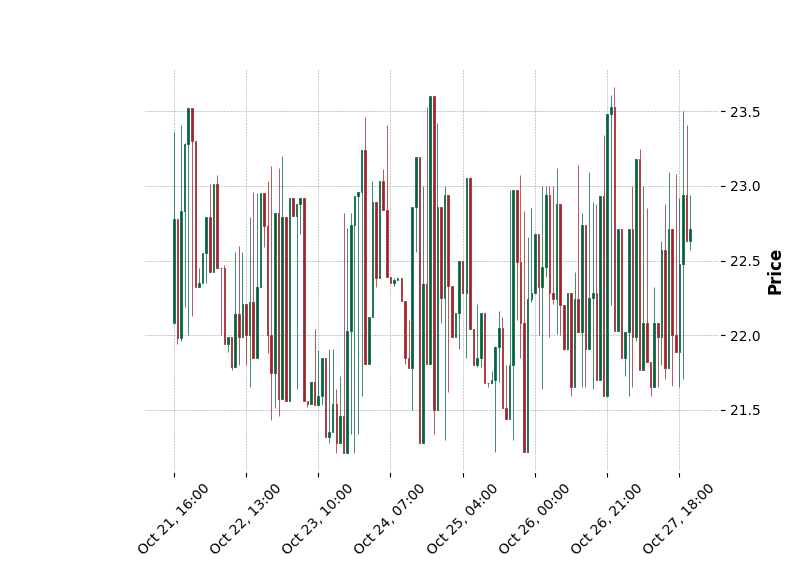 23.5
23.0
22.5
22.0
21.5
Price
Oct 21, 16:00
Oct 22, 13:00
Oct 23, 10:00
Oct 24, 07:00
Oct 25, 04:00
Oct 26, 00:00
Oct 26, 21:00
Oct 27, 18:00